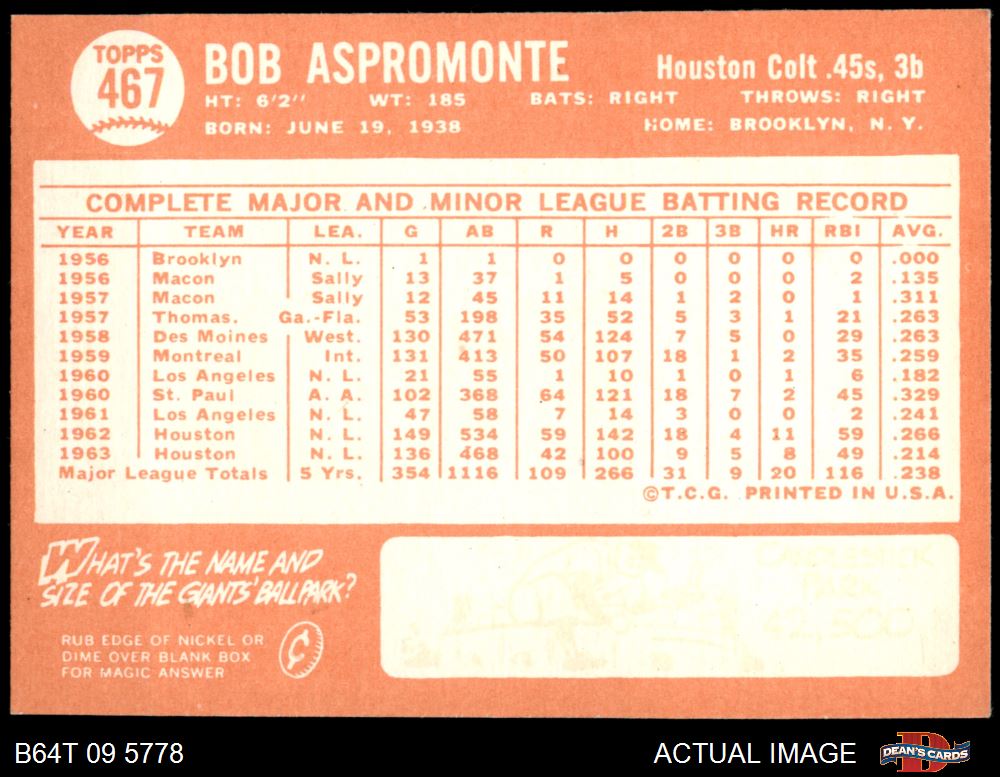 TOPPS
467
BOB ASPROMONTE
Houston Colt .45s, 3b
HT: 6'2" WT: 185 BATS: RIGHT THROWS: RIGHT
BORN: JUNE 19, 1938 HOME: BROOKLYN, N. Y.
COMPLETE MAJOR AND MINOR LEAGUE BATTING RECORD
YEAR TEAM LEA. G AB R H 2B 3B HR RBI AVG.
1956 Brooklyn N. L. 1 1 0 0 0 0 0 0 .000
1956 Macon Sally 13 37 1 5 0 0 0 2 .135
1957 Macon Sally 12 45 11 14 1 2 0 1 .311
1957 Thomas. Ga.-Fla. 53 198 35 52 5 3 1 21 .263
1958 Des Moines West. 130 471 54 124 7 5 0 29 .263
1959 Montreal Int. 131 413 50 107 18 1 2 35 .259
1960 Los Angeles N. L. 21 55 1 10 1 0 1 6 .182
1960 St. Paul A. A. 102 368 64 121 18 7 2 45 .329
1961 Los Angeles N. L. 47 58 7 14 3 0 0 2 .241
1962 Houston N. L. 149 534 59 142 18 4 11 59 .266
1963 Houston N. L. 136 468 42 100 9 5 8 49 .214
Major League Totals 5 Yrs. 354 1116 109 266 31 9 20 116 .238
©T.C.G. PRINTED IN U.S.A.
WHAT'S THE NAME AND
SIZE OF THE GIANTS' BALLPARK?
RUB EDGE OF NICKEL OR
DIME OVER BLANK BOX
FOR MAGIC ANSWER
¢
CANDLESTICK
PARK
42,500
B64T 09 5778
ACTUAL IMAGE
DEAN'S CARDS